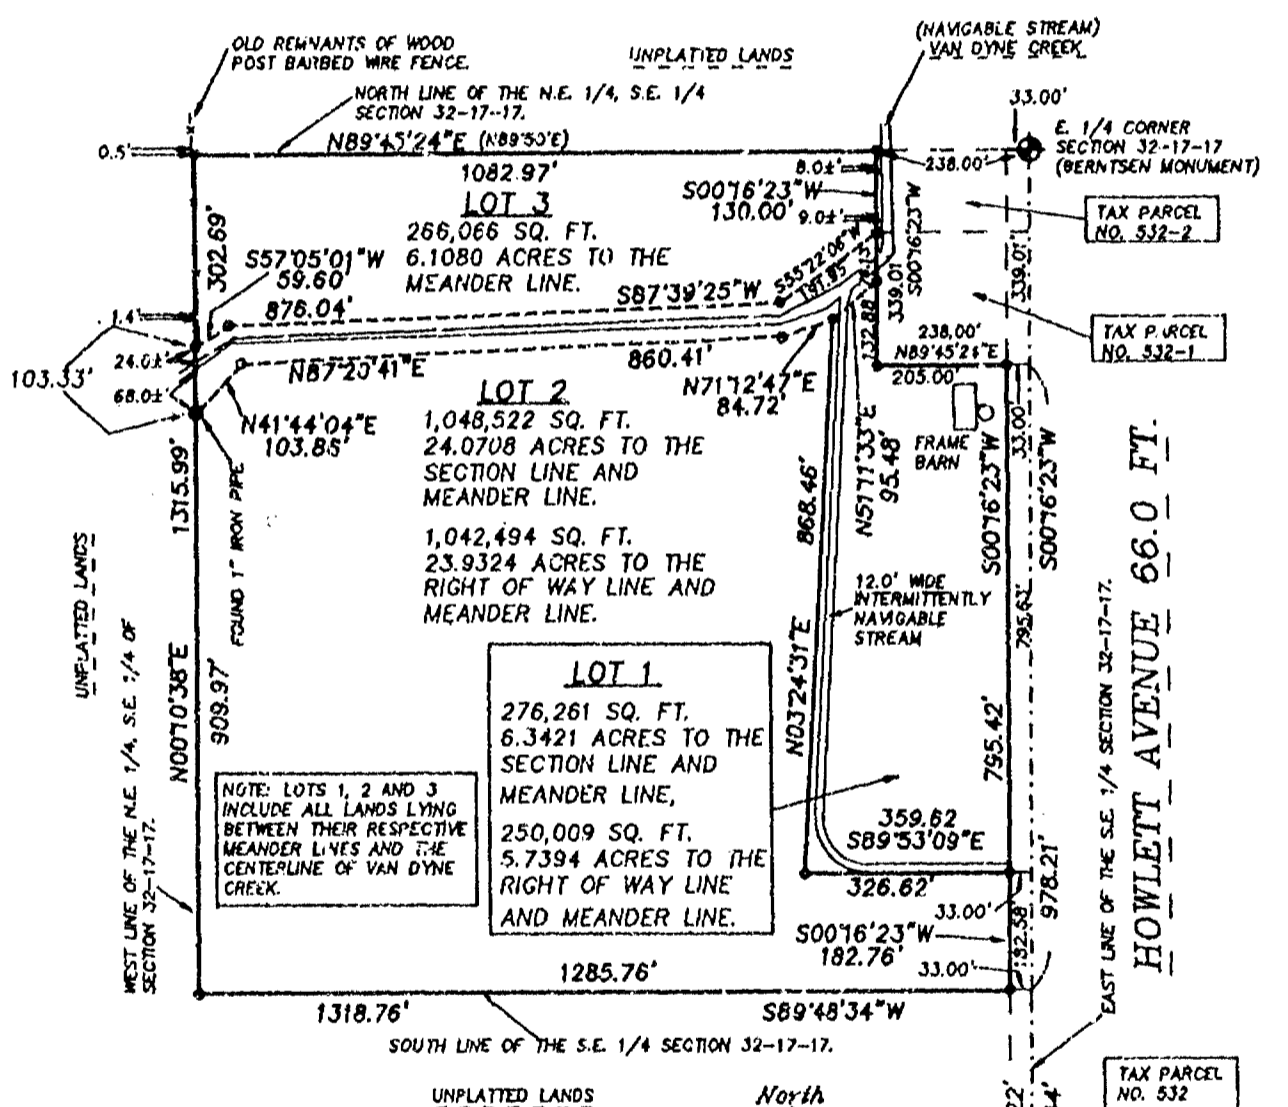 (NAVIGABLE STREAM)
VAN DYNE CREEK
OLD REMNANTS OF WOOD
POST BARBED WIRE FENCE.
UNPLATTED LANDS
NORTH LINE OF THE N.E. 1/4, S.E. 1/4
SECTION 32-17-17.
33.00'
E. 1/4 CORNER
SECTION 32-17-17
(BERNTSEN MONUMENT)
N89°45'24"E (N89°50'E)
0.5'
1082.97'
8.0±'
238.00'
S00°16'23"W
130.00'
9.0±'
S00°16'23"W
339.01'
339.01'
TAX PARCEL
NO. 532-2
LOT 3
266,066 SQ. FT.
6.1080 ACRES TO THE
MEANDER LINE.
302.69'
S57°05'01"W
59.60'
876.04'
S87°39'25"W
S55°22'06"W
132.88'
1.4'
24.0±'
103.33'
68.0±'
N87°25'41"E
860.41'
N71°12'47"E
84.72'
238.00'
N89°45'24"E
205.00'
TAX PARCEL
NO. 532-1
N41°44'04"E
103.85'
LOT 2
1,048,522 SQ. FT.
24.0708 ACRES TO THE
SECTION LINE AND
MEANDER LINE.
1,042,494 SQ. FT.
23.9324 ACRES TO THE
RIGHT OF WAY LINE AND
MEANDER LINE.
FRAME
BARN
33.00'
N51°11'33"E
95.48'
868.46'
N03°24'31"E
S00°16'23"W
S00°16'23"W
795.63'
795.42'
12.0' WIDE
INTERMITTENTLY
NAVIGABLE
STREAM
FOUND 1" IRON PIPE
1315.99'
N00°10'38"E
909.97'
UNPLATTED LANDS
WEST LINE OF THE N.E. 1/4, S.E. 1/4 OF
SECTION 32-17-17.
LOT 1
276,261 SQ. FT.
6.3421 ACRES TO THE
SECTION LINE AND
MEANDER LINE,
250,009 SQ. FT.
5.7394 ACRES TO THE
RIGHT OF WAY LINE
AND MEANDER LINE.
NOTE: LOTS 1, 2 AND 3
INCLUDE ALL LANDS LYING
BETWEEN THEIR RESPECTIVE
MEANDER LINES AND THE
CENTERLINE OF VAN DYNE
CREEK.
359.62
S89°53'09"E
326.62'
33.00'
S00°16'23"W
182.76'
33.00'
182.58
978.21'
EAST LINE OF THE S.E. 1/4 SECTION 32-17-17.
HOWLETT AVENUE 66.0 FT.
1285.76'
1318.76'
S89°48'34"W
SOUTH LINE OF THE S.E. 1/4 SECTION 32-17-17.
UNPLATTED LANDS
North
TAX PARCEL
NO. 532